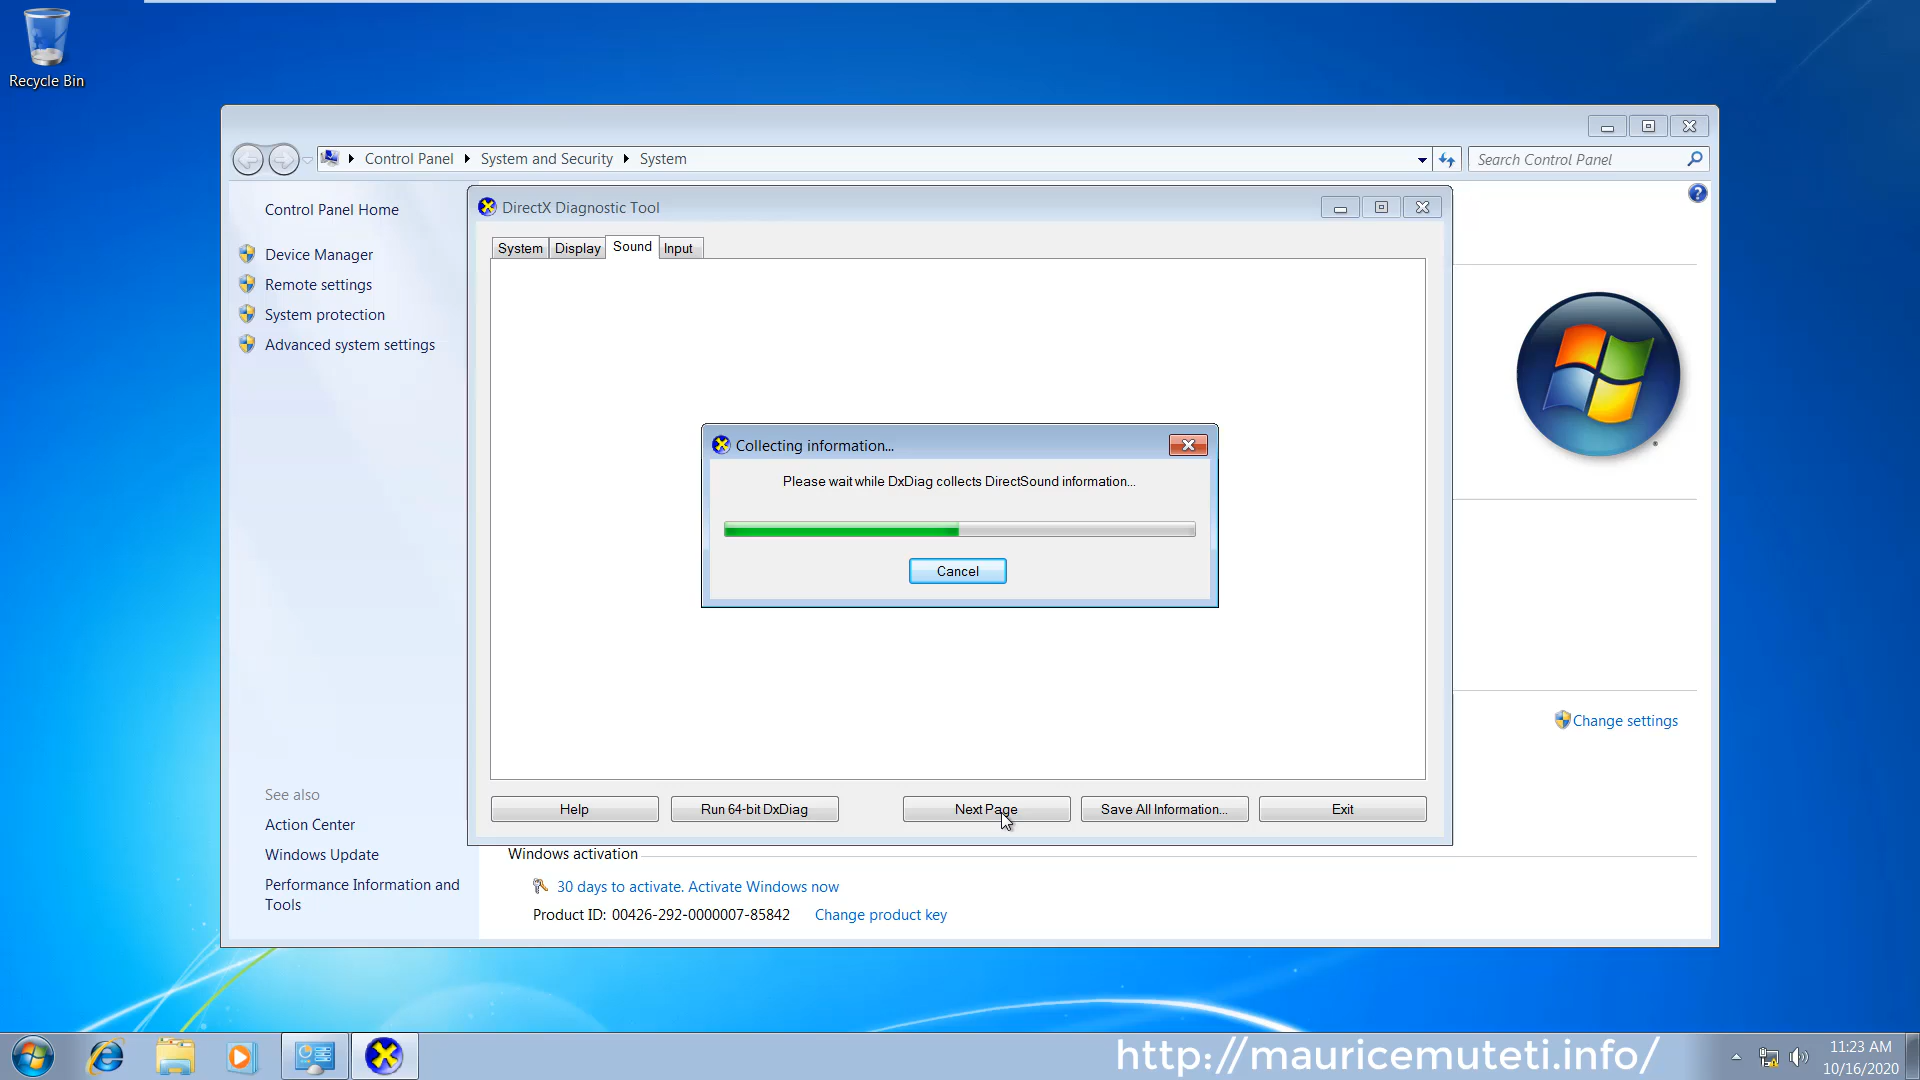 Recycle Bin
Control Panel
System and Security
System
Search Control Panel
Control Panel Home
Device Manager
Remote settings
System protection
Advanced system settings
See also
Action Center
Windows Update
Performance Information and
Tools
DirectX Diagnostic Tool
System
Display
Sound
Input
Collecting information...
Please wait while DxDiag collects DirectSound information...
Cancel
Help
Run 64-bit DxDiag
Next Page
Save All Information...
Exit
Change settings
Windows activation
30 days to activate. Activate Windows now
Product ID: 00426-292-0000007-85842
Change product key
http://mauricemuteti.info/
11:23 AM
10/16/2020